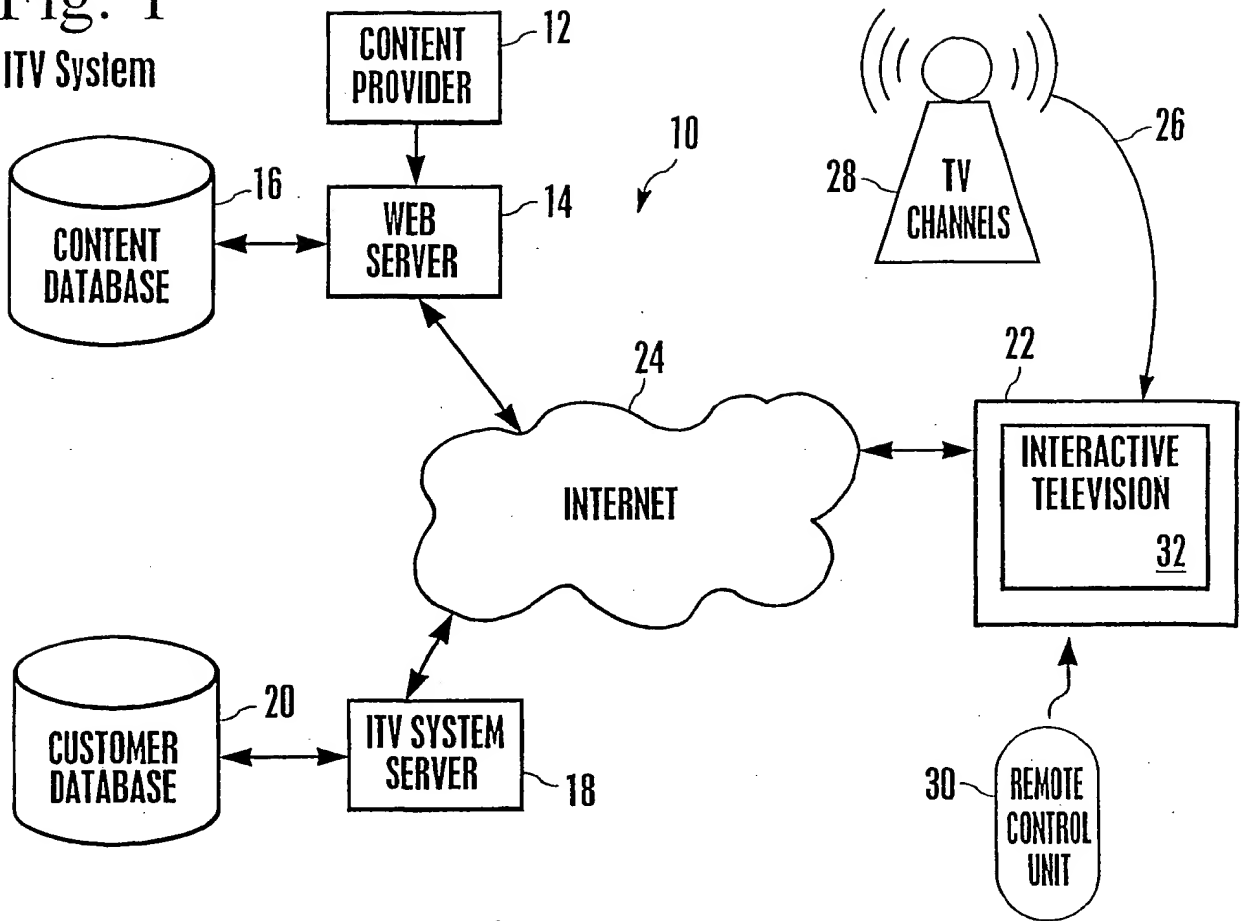 Fig. 1
ITV System
CONTENT
PROVIDER
12
10
26
28
TV
CHANNELS
16
CONTENT
DATABASE
WEB
SERVER
14
24
INTERNET
22
INTERACTIVE
TELEVISION
32
20
CUSTOMER
DATABASE
ITV SYSTEM
SERVER
18
30
REMOTE
CONTROL
UNIT